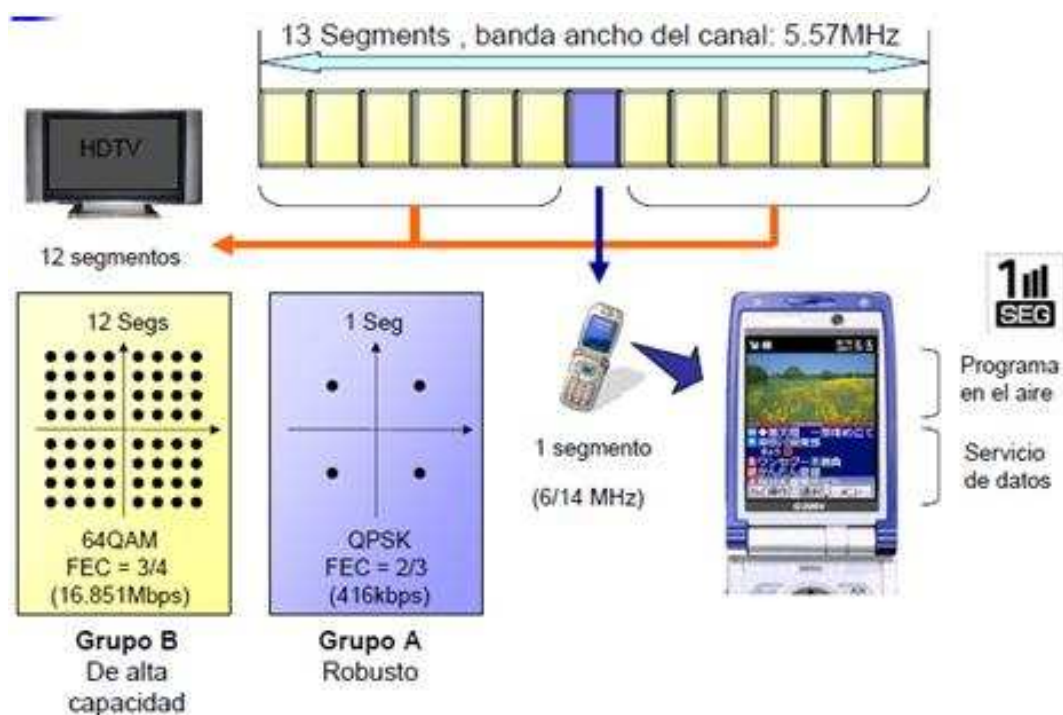 13 Segments , banda ancho del canal: 5.57MHz
HDTV
12 segmentos
12 Segs
64QAM
FEC = 3/4
(16.851Mbps)
Grupo B
De alta
capacidad
1 Seg
QPSK
FEC = 2/3
(416kbps)
Grupo A
Robusto
1 segmento
(6/14 MHz)
1
SEG
Programa
en el aire
Servicio
de datos